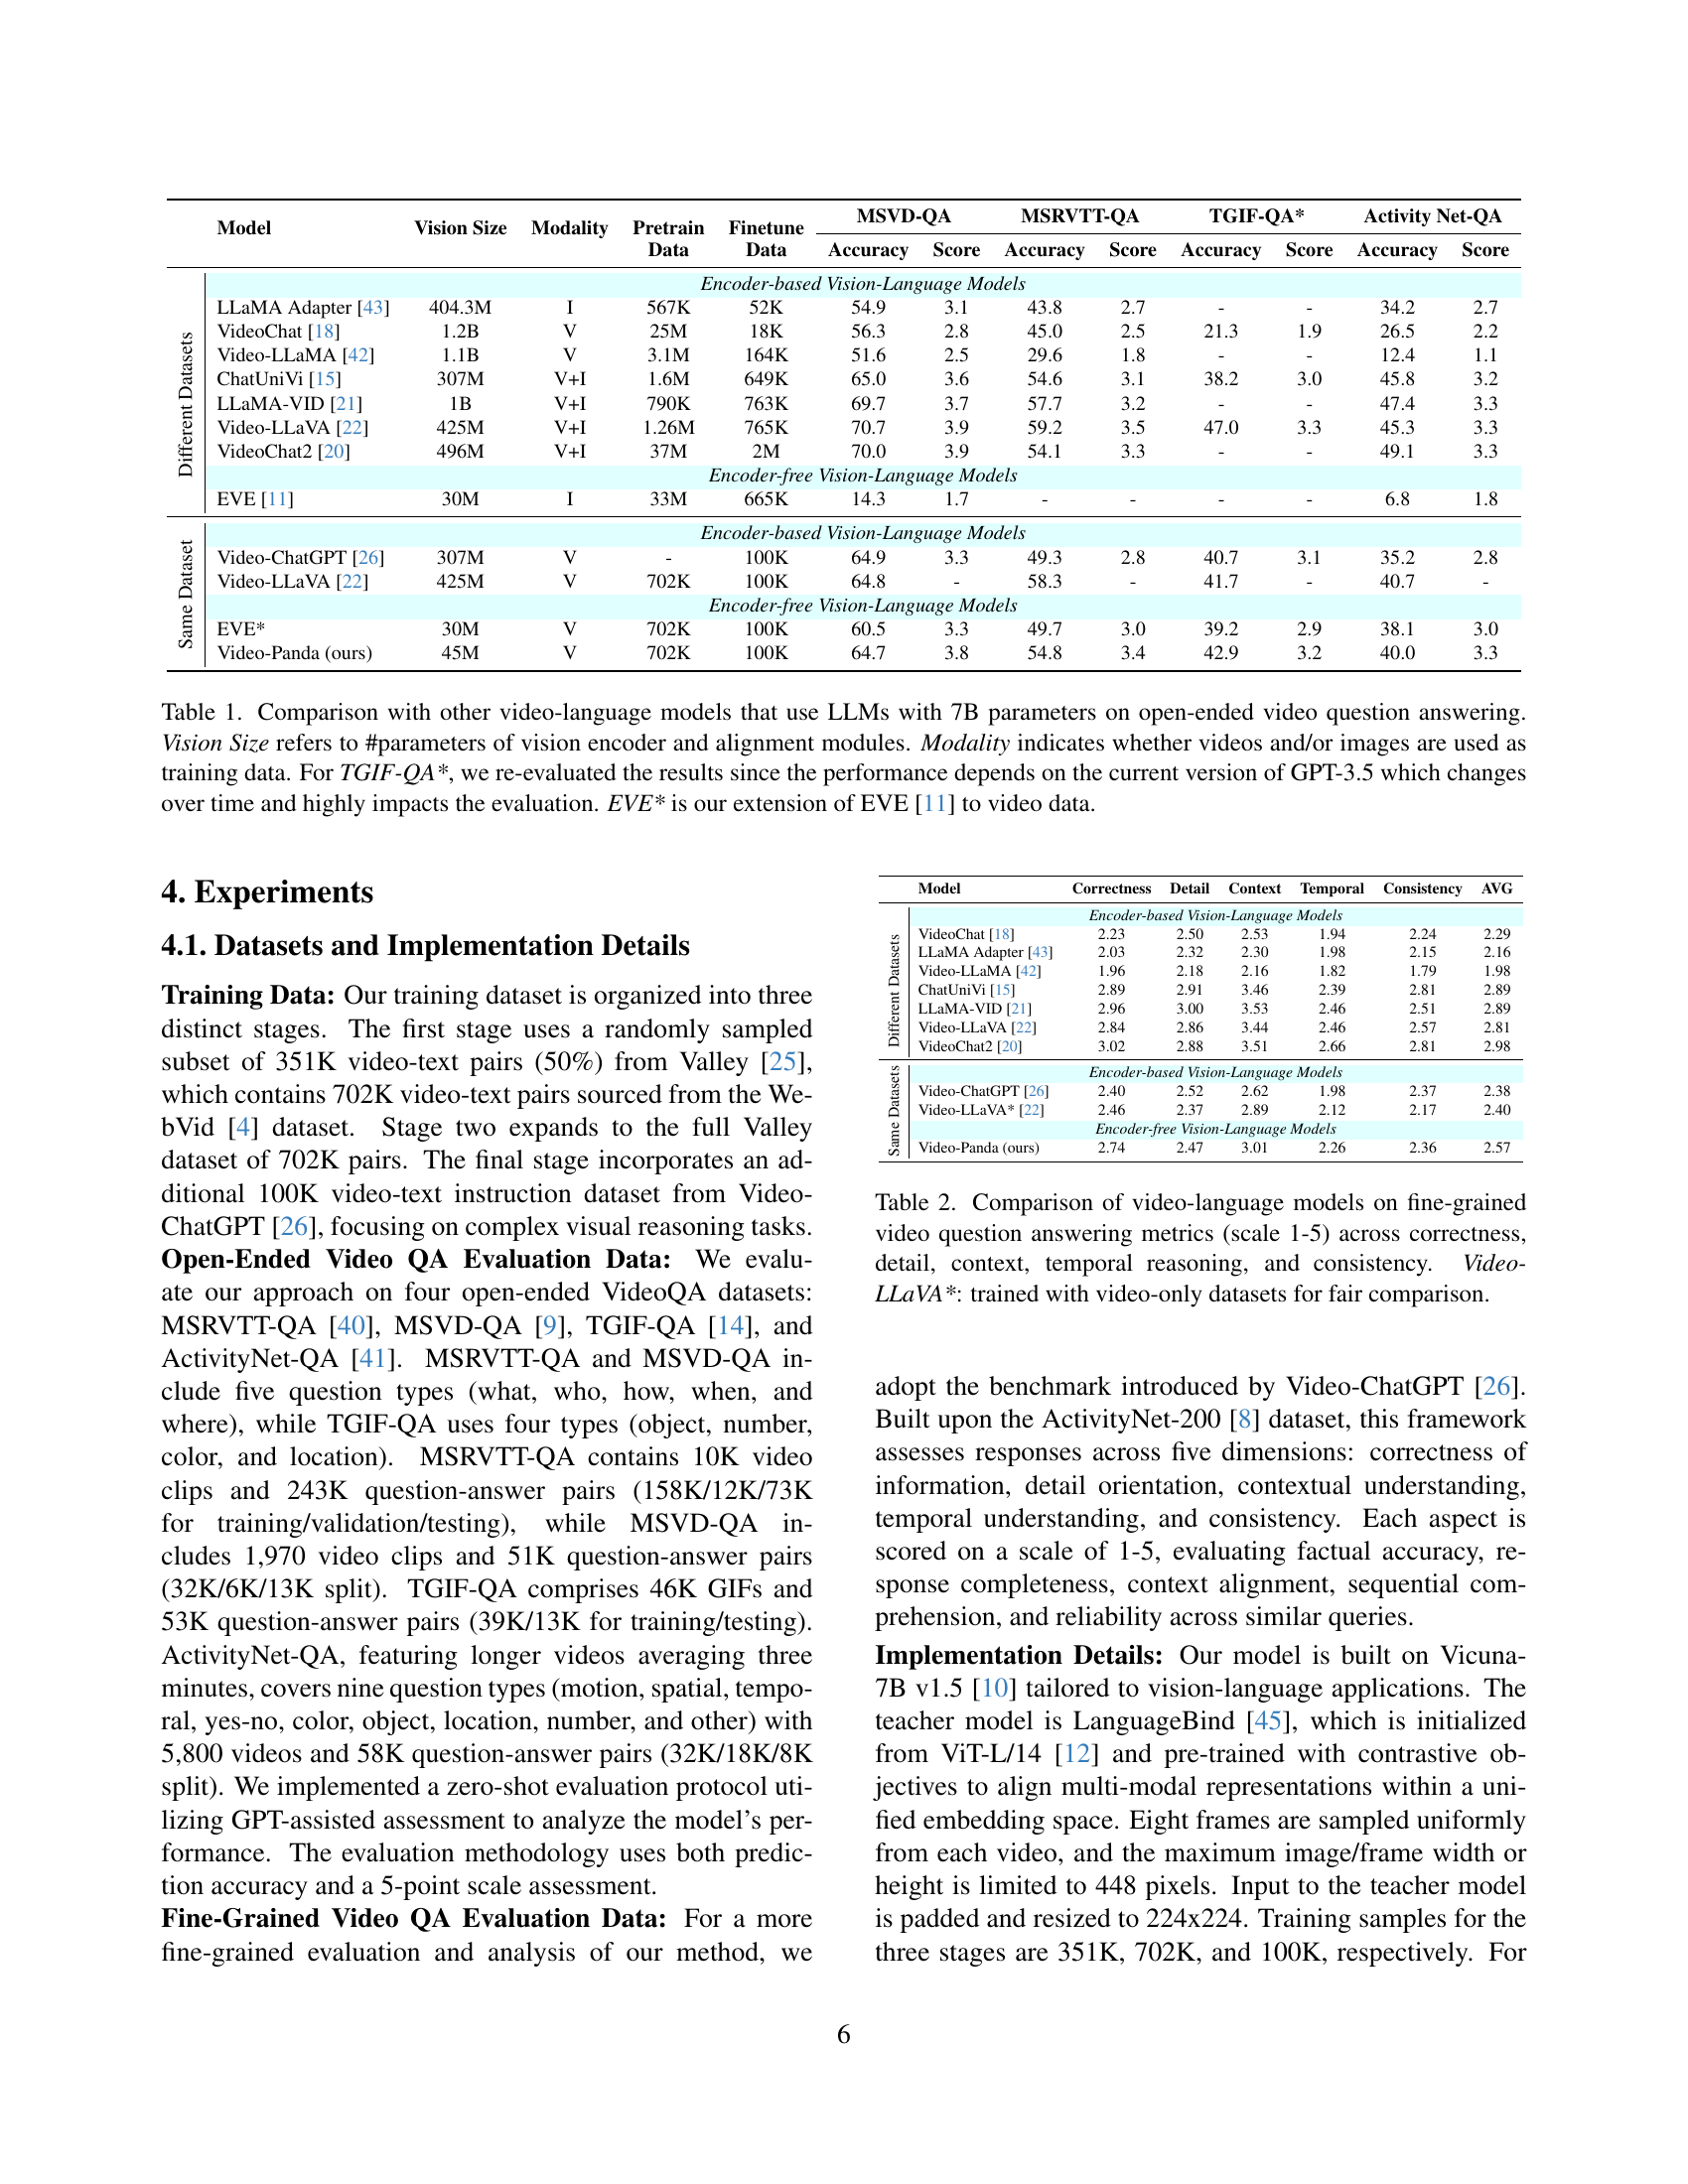 Model Vision Size Modality Pretrain Data Finetune Data MSVD-QA MSRVTT-QA TGIF-QA* Activity Net-QA
Accuracy Score Accuracy Score Accuracy Score Accuracy Score
Different Datasets
Encoder-based Vision-Language Models
LLaMA Adapter [43] 404.3M I 567K 52K 54.9 3.1 43.8 2.7 - - 34.2 2.7
VideoChat [18] 1.2B V 25M 18K 56.3 2.8 45.0 2.5 21.3 1.9 26.5 2.2
Video-LLaMA [42] 1.1B V 3.1M 164K 51.6 2.5 29.6 1.8 - - 12.4 1.1
ChatUniVi [15] 307M V+I 1.6M 649K 65.0 3.6 54.6 3.1 38.2 3.0 45.8 3.2
LLaMA-VID [21] 1B V+I 790K 763K 69.7 3.7 57.7 3.2 - - 47.4 3.3
Video-LLaVA [22] 425M V+I 1.26M 765K 70.7 3.9 59.2 3.5 47.0 3.3 45.3 3.3
VideoChat2 [20] 496M V+I 37M 2M 70.0 3.9 54.1 3.3 - - 49.1 3.3
Encoder-free Vision-Language Models
EVE [11] 30M I 33M 665K 14.3 1.7 - - - - 6.8 1.8
Same Dataset
Encoder-based Vision-Language Models
Video-ChatGPT [26] 307M V - 100K 64.9 3.3 49.3 2.8 40.7 3.1 35.2 2.8
Video-LLaVA [22] 425M V 702K 100K 64.8 - 58.3 - 41.7 - 40.7 -
Encoder-free Vision-Language Models
EVE* 30M V 702K 100K 60.5 3.3 49.7 3.0 39.2 2.9 38.1 3.0
Video-Panda (ours) 45M V 702K 100K 64.7 3.8 54.8 3.4 42.9 3.2 40.0 3.3
Table 1. Comparison with other video-language models that use LLMs with 7B parameters on open-ended video question answering.
Vision Size refers to #parameters of vision encoder and alignment modules. Modality indicates whether videos and/or images are used as
training data. For TGIF-QA*, we re-evaluated the results since the performance depends on the current version of GPT-3.5 which changes
over time and highly impacts the evaluation. EVE* is our extension of EVE [11] to video data.
4. Experiments
4.1. Datasets and Implementation Details
Training Data: Our training dataset is organized into three
distinct stages. The first stage uses a randomly sampled
subset of 351K video-text pairs (50%) from Valley [25],
which contains 702K video-text pairs sourced from the We-
bVid [4] dataset. Stage two expands to the full Valley
dataset of 702K pairs. The final stage incorporates an ad-
ditional 100K video-text instruction dataset from Video-
ChatGPT [26], focusing on complex visual reasoning tasks.
Open-Ended Video QA Evaluation Data: We evalu-
ate our approach on four open-ended VideoQA datasets:
MSRVTT-QA [40], MSVD-QA [9], TGIF-QA [14], and
ActivityNet-QA [41]. MSRVTT-QA and MSVD-QA in-
clude five question types (what, who, how, when, and
where), while TGIF-QA uses four types (object, number,
color, and location). MSRVTT-QA contains 10K video
clips and 243K question-answer pairs (158K/12K/73K
for training/validation/testing), while MSVD-QA in-
cludes 1,970 video clips and 51K question-answer pairs
(32K/6K/13K split). TGIF-QA comprises 46K GIFs and
53K question-answer pairs (39K/13K for training/testing).
ActivityNet-QA, featuring longer videos averaging three
minutes, covers nine question types (motion, spatial, tempo-
ral, yes-no, color, object, location, number, and other) with
5,800 videos and 58K question-answer pairs (32K/18K/8K
split). We implemented a zero-shot evaluation protocol uti-
lizing GPT-assisted assessment to analyze the model's per-
formance. The evaluation methodology uses both predic-
tion accuracy and a 5-point scale assessment.
Fine-Grained Video QA Evaluation Data: For a more
fine-grained evaluation and analysis of our method, we
Model Correctness Detail Context Temporal Consistency AVG
Different Datasets
Encoder-based Vision-Language Models
VideoChat [18] 2.23 2.50 2.53 1.94 2.24 2.29
LLaMA Adapter [43] 2.03 2.32 2.30 1.98 2.15 2.16
Video-LLaMA [42] 1.96 2.18 2.16 1.82 1.79 1.98
ChatUniVi [15] 2.89 2.91 3.46 2.39 2.81 2.89
LLaMA-VID [21] 2.96 3.00 3.53 2.46 2.51 2.89
Video-LLaVA [22] 2.84 2.86 3.44 2.46 2.57 2.81
VideoChat2 [20] 3.02 2.88 3.51 2.66 2.81 2.98
Same Datasets
Encoder-based Vision-Language Models
Video-ChatGPT [26] 2.40 2.52 2.62 1.98 2.37 2.38
Video-LLaVA* [22] 2.46 2.37 2.89 2.12 2.17 2.40
Encoder-free Vision-Language Models
Video-Panda (ours) 2.74 2.47 3.01 2.26 2.36 2.57
Table 2. Comparison of video-language models on fine-grained
video question answering metrics (scale 1-5) across correctness,
detail, context, temporal reasoning, and consistency. Video-
LLaVA*: trained with video-only datasets for fair comparison.
adopt the benchmark introduced by Video-ChatGPT [26].
Built upon the ActivityNet-200 [8] dataset, this framework
assesses responses across five dimensions: correctness of
information, detail orientation, contextual understanding,
temporal understanding, and consistency. Each aspect is
scored on a scale of 1-5, evaluating factual accuracy, re-
sponse completeness, context alignment, sequential com-
prehension, and reliability across similar queries.
Implementation Details: Our model is built on Vicuna-
7B v1.5 [10] tailored to vision-language applications. The
teacher model is LanguageBind [45], which is initialized
from ViT-L/14 [12] and pre-trained with contrastive ob-
jectives to align multi-modal representations within a uni-
fied embedding space. Eight frames are sampled uniformly
from each video, and the maximum image/frame width or
height is limited to 448 pixels. Input to the teacher model
is padded and resized to 224x224. Training samples for the
three stages are 351K, 702K, and 100K, respectively. For
6